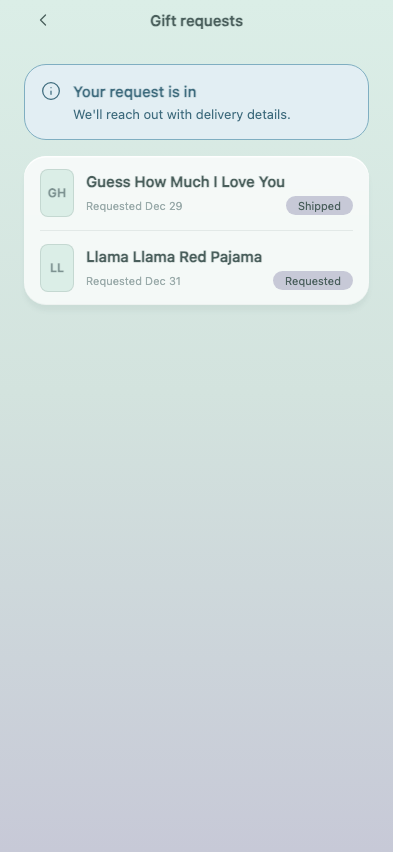 Gift requests
Your request is in
We'll reach out with delivery details.
GH
Guess How Much I Love You
Requested Dec 29
Shipped
LL
Llama Llama Red Pajama
Requested Dec 31
Requested